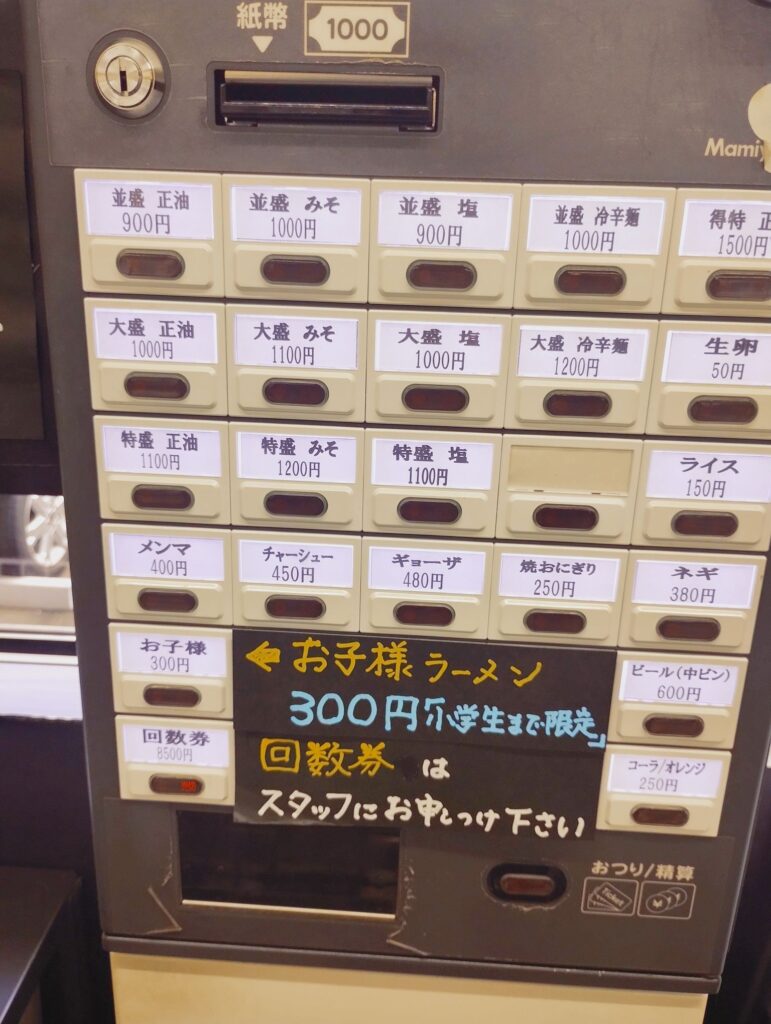 紙幣
1000
Mamiy
並盛 正油
900円
並盛 みそ
1000円
並盛 塩
900円
並盛 冷辛麺
1000円
得特 正
1500円
大盛 正油
1000円
大盛 みそ
1100円
大盛 塩
1000円
大盛 冷辛麺
1200円
生卵
50円
特盛 正油
1100円
特盛 みそ
1200円
特盛 塩
1100円
ライス
150円
メンマ
400円
チャーシュー
450円
ギョーザ
480円
焼おにぎり
250円
ネギ
380円
お子様
300円
←お子様ラーメン
300円「小学生まで限定」
ビール(中ビン)
600円
回数券
8500円
回数券 は
スタッフにお申しつけ下さい
コーラ/オレンジ
250円
おつり/精算
Ticket